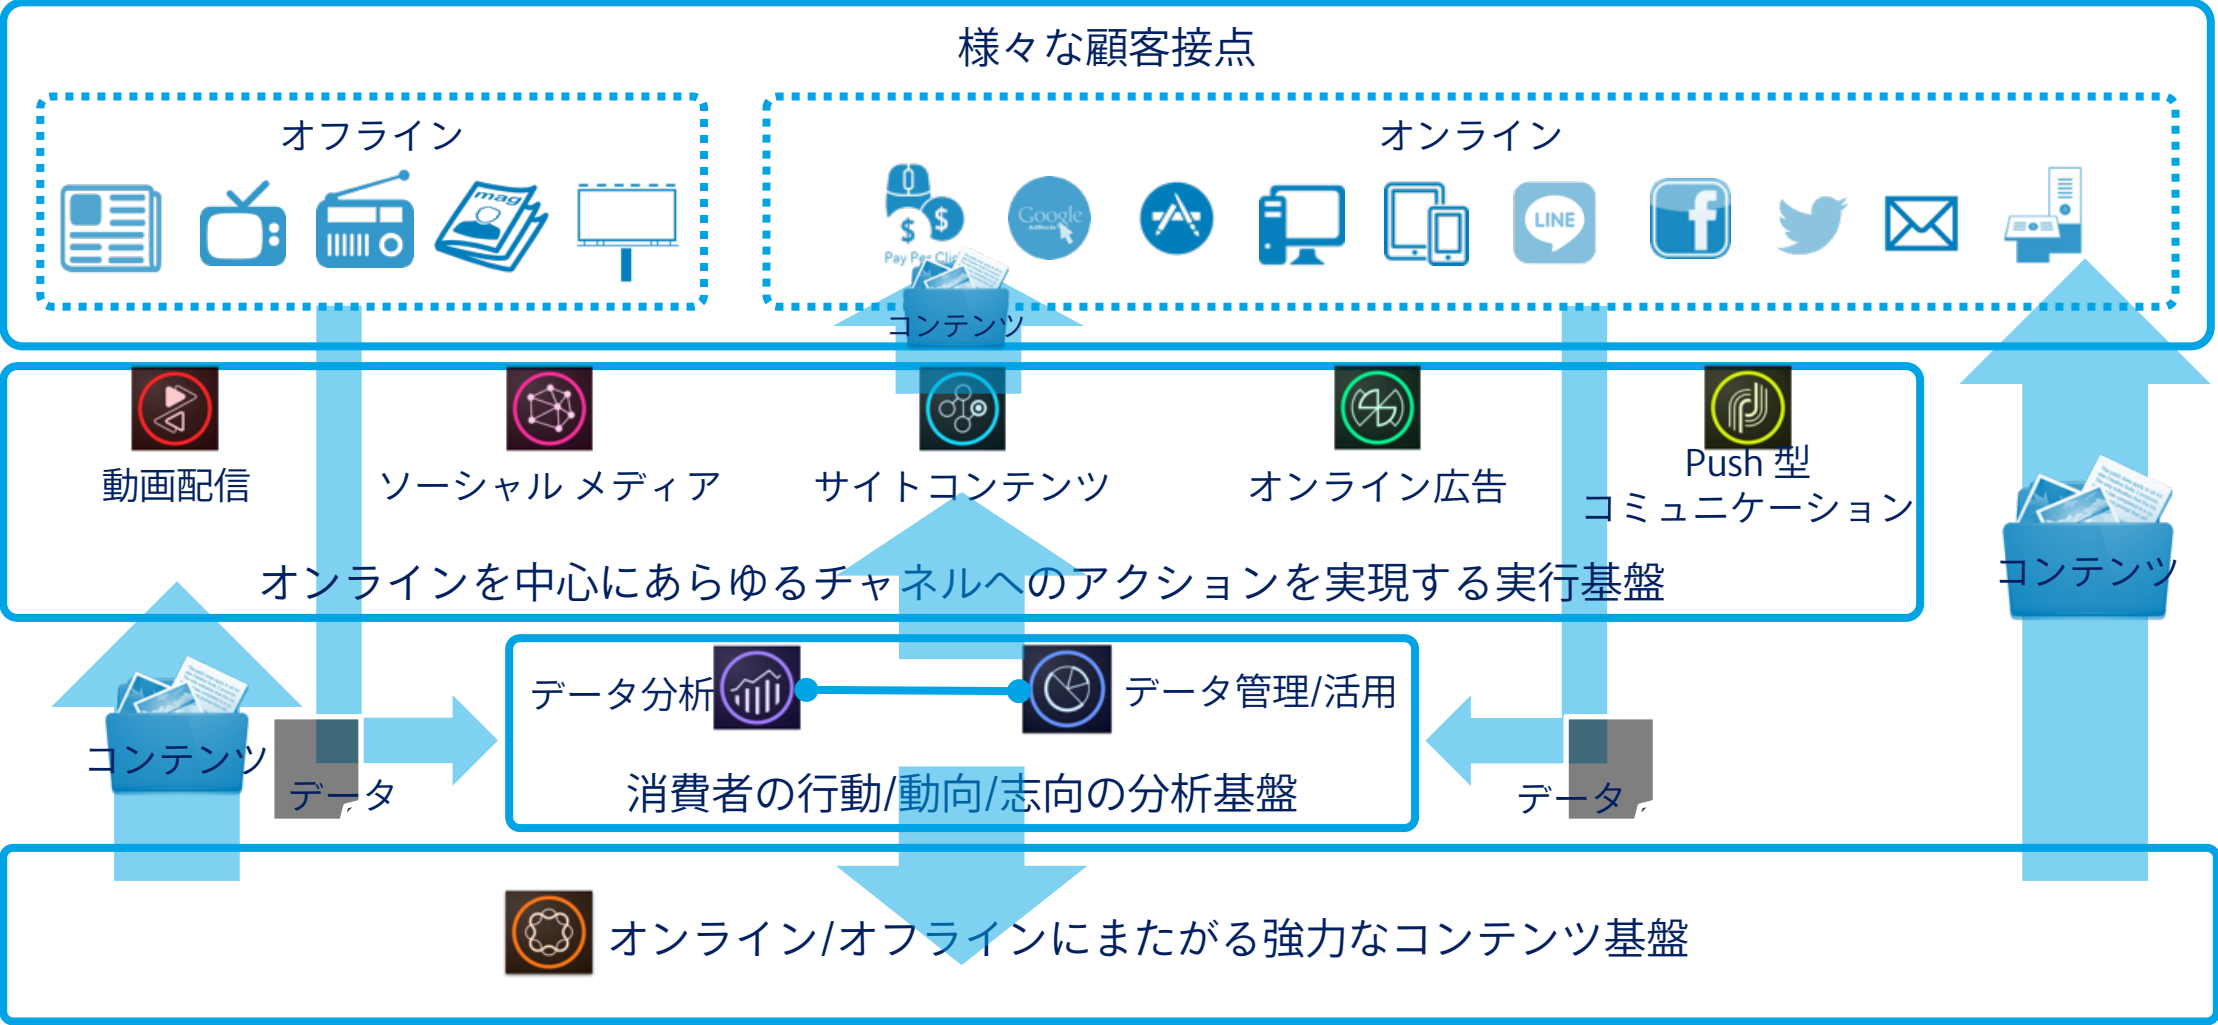 様々な顧客接点
オフライン
オンライン
mag
$
$
Pay Per Clic
Google
AdWords
LINE
コンテンツ
動画配信
ソーシャル メディア
サイトコンテンツ
オンライン広告
Push 型
コミュニケーション
オンラインを中心にあらゆるチャネルへのアクションを実現する実行基盤
コンテンツ
データ分析
データ管理/活用
コンテンツ
データ
消費者の行動/動向/志向の分析基盤
データ
オンライン/オフラインにまたがる強力なコンテンツ基盤